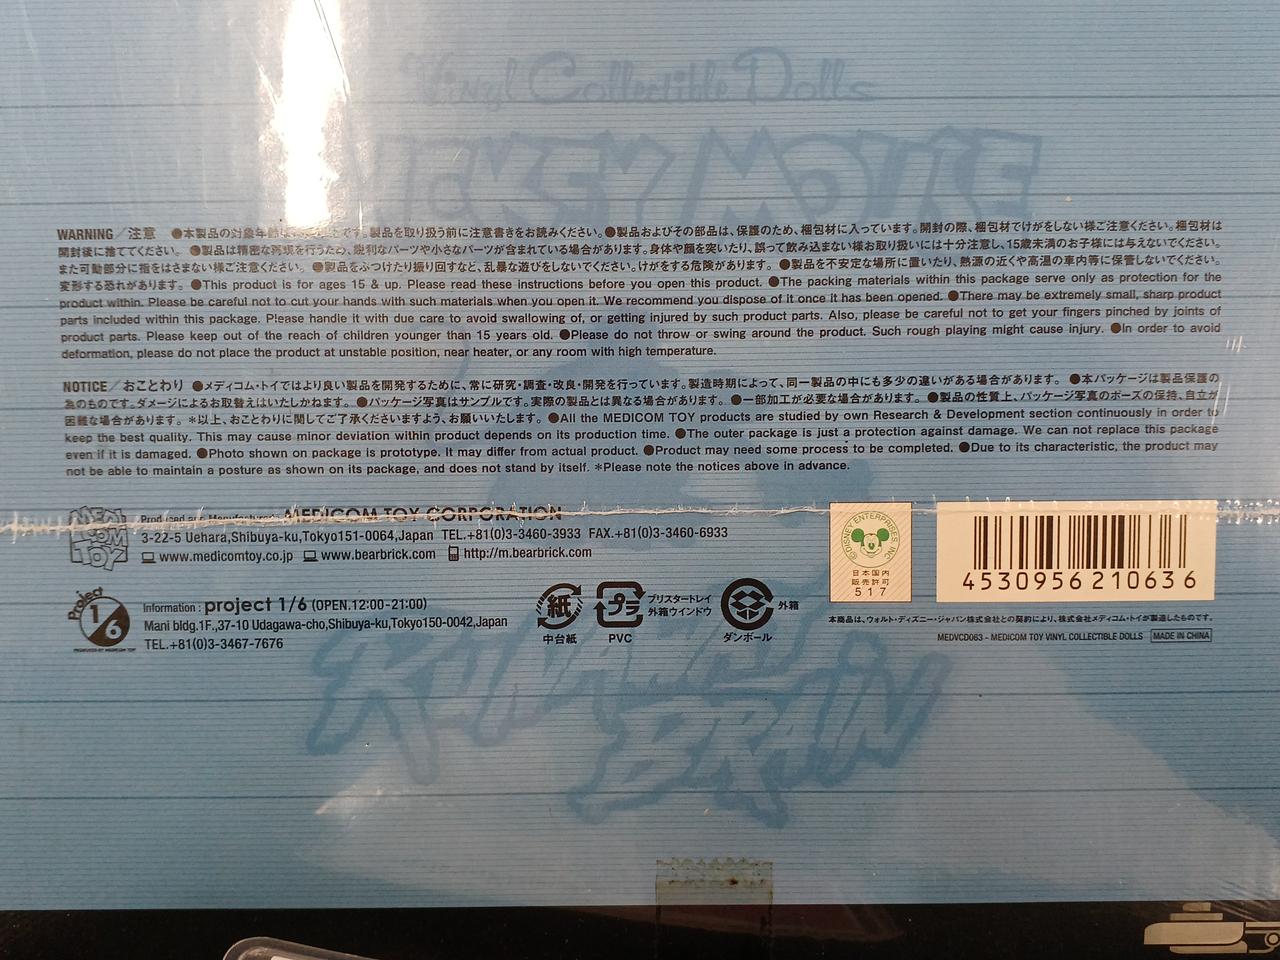 Vinyl Collectible Dolls
MICKEY MOUSE
WARNING／注意 ●本製品の対象年齢は です。製品を取り扱う前に注意書きをお読みください。●製品およびその部品は、保護のため、梱包材に入っています。開封の際、梱包材でけがをしない様ご注意ください。梱包材は
開封後に捨ててください。 ●製品は精密な再現を行うため、鋭利なパーツや小さなパーツが含まれている場合があります。身体や顔を突いたり、誤って飲み込まない様お取り扱いには十分注意し、15歳未満のお子様には与えないでください。
また可動部分に指をはさまない様ご注意ください。 ●製品をぶつけたり振り回すなど、乱暴な遊びをしないでください。けがをする危険があります。 ●製品を不安定な場所に置いたり、熱源の近くや高温の車内等に保管しないでください。
変形する恐れがあります。●This product is for ages 15 & up. Please read these instructions before you open this product. ●The packing materials within this package serve only as protection for the
product within. Please be careful not to cut your hands with such materials when you open it. We recommend you dispose of it once it has been opened. ●There may be extremely small, sharp product
parts included within this package. Please handle it with due care to avoid swallowing of, or getting injured by such product parts. Also, please be careful not to get your fingers pinched by joints of
product parts. Please keep out of the reach of children younger than 15 years old. ●Please do not throw or swing around the product. Such rough playing might cause injury. ●In order to avoid
deformation, please do not place the product at unstable position, near heater, or any room with high temperature.
NOTICE／おことわり ●メディコム・トイではより良い製品を開発するために、常に研究・調査・改良・開発を行っています。製造時期によって、同一製品の中にも多少の違いがある場合があります。 ●本パッケージは製品保護の
為のものです。ダメージによるお取替えはいたしかねます。●パッケージ写真はサンプルです。実際の製品とは異なる場合があります。●一部加工が必要な場合があります。●製品の性質上、パッケージ写真のポーズの保持、自立が
困難な場合があります。＊以上、おことわりに関してご了承くださいますよう、お願いいたします。●All the MEDICOM TOY products are studied by own Research & Development section continuously in order to
keep the best quality. This may cause minor deviation within product depends on its production time. ●The outer package is just a protection against damage. We can not replace this package
even if it is damaged. ●Photo shown on package is prototype. It may differ from actual product. ●Product may need some process to be completed. ●Due to its characteristic, the product may
not be able to maintain a posture as shown on its package, and does not stand by itself. ＊Please note the notices above in advance.
MEDICOM TOY
Produced and Manufactured: MEDICOM TOY CORPORATION
3-22-5 Uehara,Shibuya-ku,Tokyo151-0064,Japan TEL.+81(0)3-3460-3933 FAX.+81(0)3-3460-6933
www.medicomtoy.co.jp www.bearbrick.com http://m.bearbrick.com
Project 1/6
PRODUCED BY MEDICOM TOY
Information : project 1/6 (OPEN.12:00-21:00)
Mani bldg.1F.,37-10 Udagawa-cho,Shibuya-ku,Tokyo150-0042,Japan
TEL.+81(0)3-3467-7676
紙
中台紙
プラ
PVC
ブリスタートレイ
外箱ウインドウ
ダンボール
外箱
©DISNEY ENTERPRISES INC
日本国内
販売許可
517
4530956210636
本商品は、ウォルト・ディズニー・ジャパン株式会社との契約により、株式会社メディコム・トイが製造したものです。
MEDVCD063 - MEDICOM TOY VINYL COLLECTIBLE DOLLS MADE IN CHINA
RUNAWAY
BRAIN